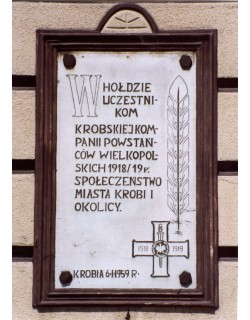 W HOŁDZIE
UCZESTNI-
KOM
KROBSKIEJ KOM-
PANII POWSTAŃ-
CÓW WIELKOPOL-
SKICH 1918/19 r.
SPOŁECZEŃSTWO
MIASTA KROBI I
OKOLICY.
1918 1919
KROBIA 6·I·1959 R·